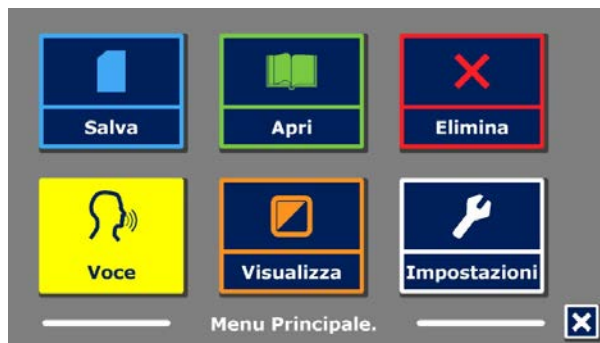 Salva
Apri
Elimina
Voce
Visualizza
Impostazioni
Menu Principale.